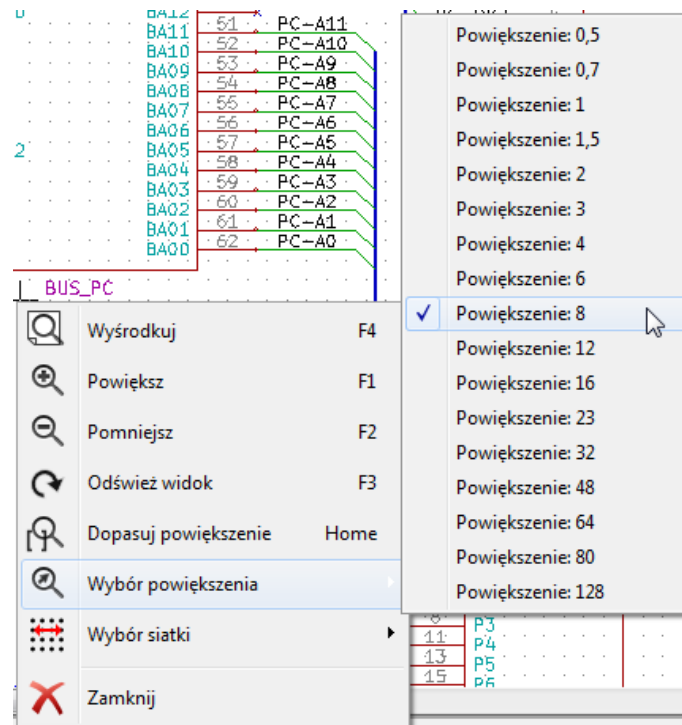 BA12
BA11 51 PC-A11
BA10 52 PC-A10
BA09 53 PC-A9
BA08 54 PC-A8
BA07 55 PC-A7
BA06 56 PC-A6
BA05 57 PC-A5
BA04 58 PC-A4
BA03 59 PC-A3
BA02 60 PC-A2
BA01 61 PC-A1
BA00 62 PC-A0
2
BUS_PC
Wyśrodkuj F4
Powiększ F1
Pomniejsz F2
Odśwież widok F3
Dopasuj powiększenie Home
Wybór powiększenia
Wybór siatki
Zamknij
Powiększenie: 0,5
Powiększenie: 0,7
Powiększenie: 1
Powiększenie: 1,5
Powiększenie: 2
Powiększenie: 3
Powiększenie: 4
Powiększenie: 6
Powiększenie: 8
Powiększenie: 12
Powiększenie: 16
Powiększenie: 23
Powiększenie: 32
Powiększenie: 48
Powiększenie: 64
Powiększenie: 80
Powiększenie: 128
P3
11 P4
13 P5
15 P6